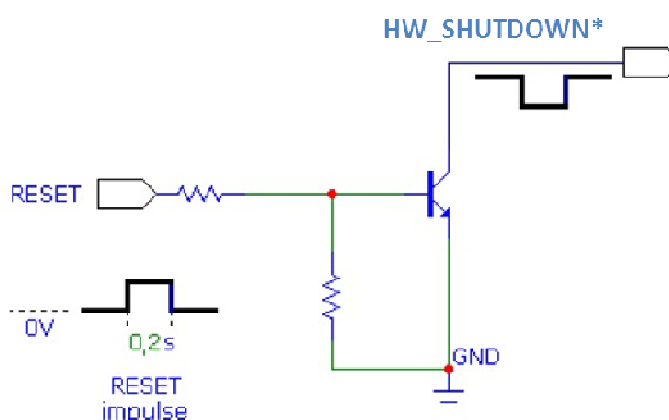 HW_SHUTDOWN*
RESET
GND
0V
0,2s
RESET
impulse